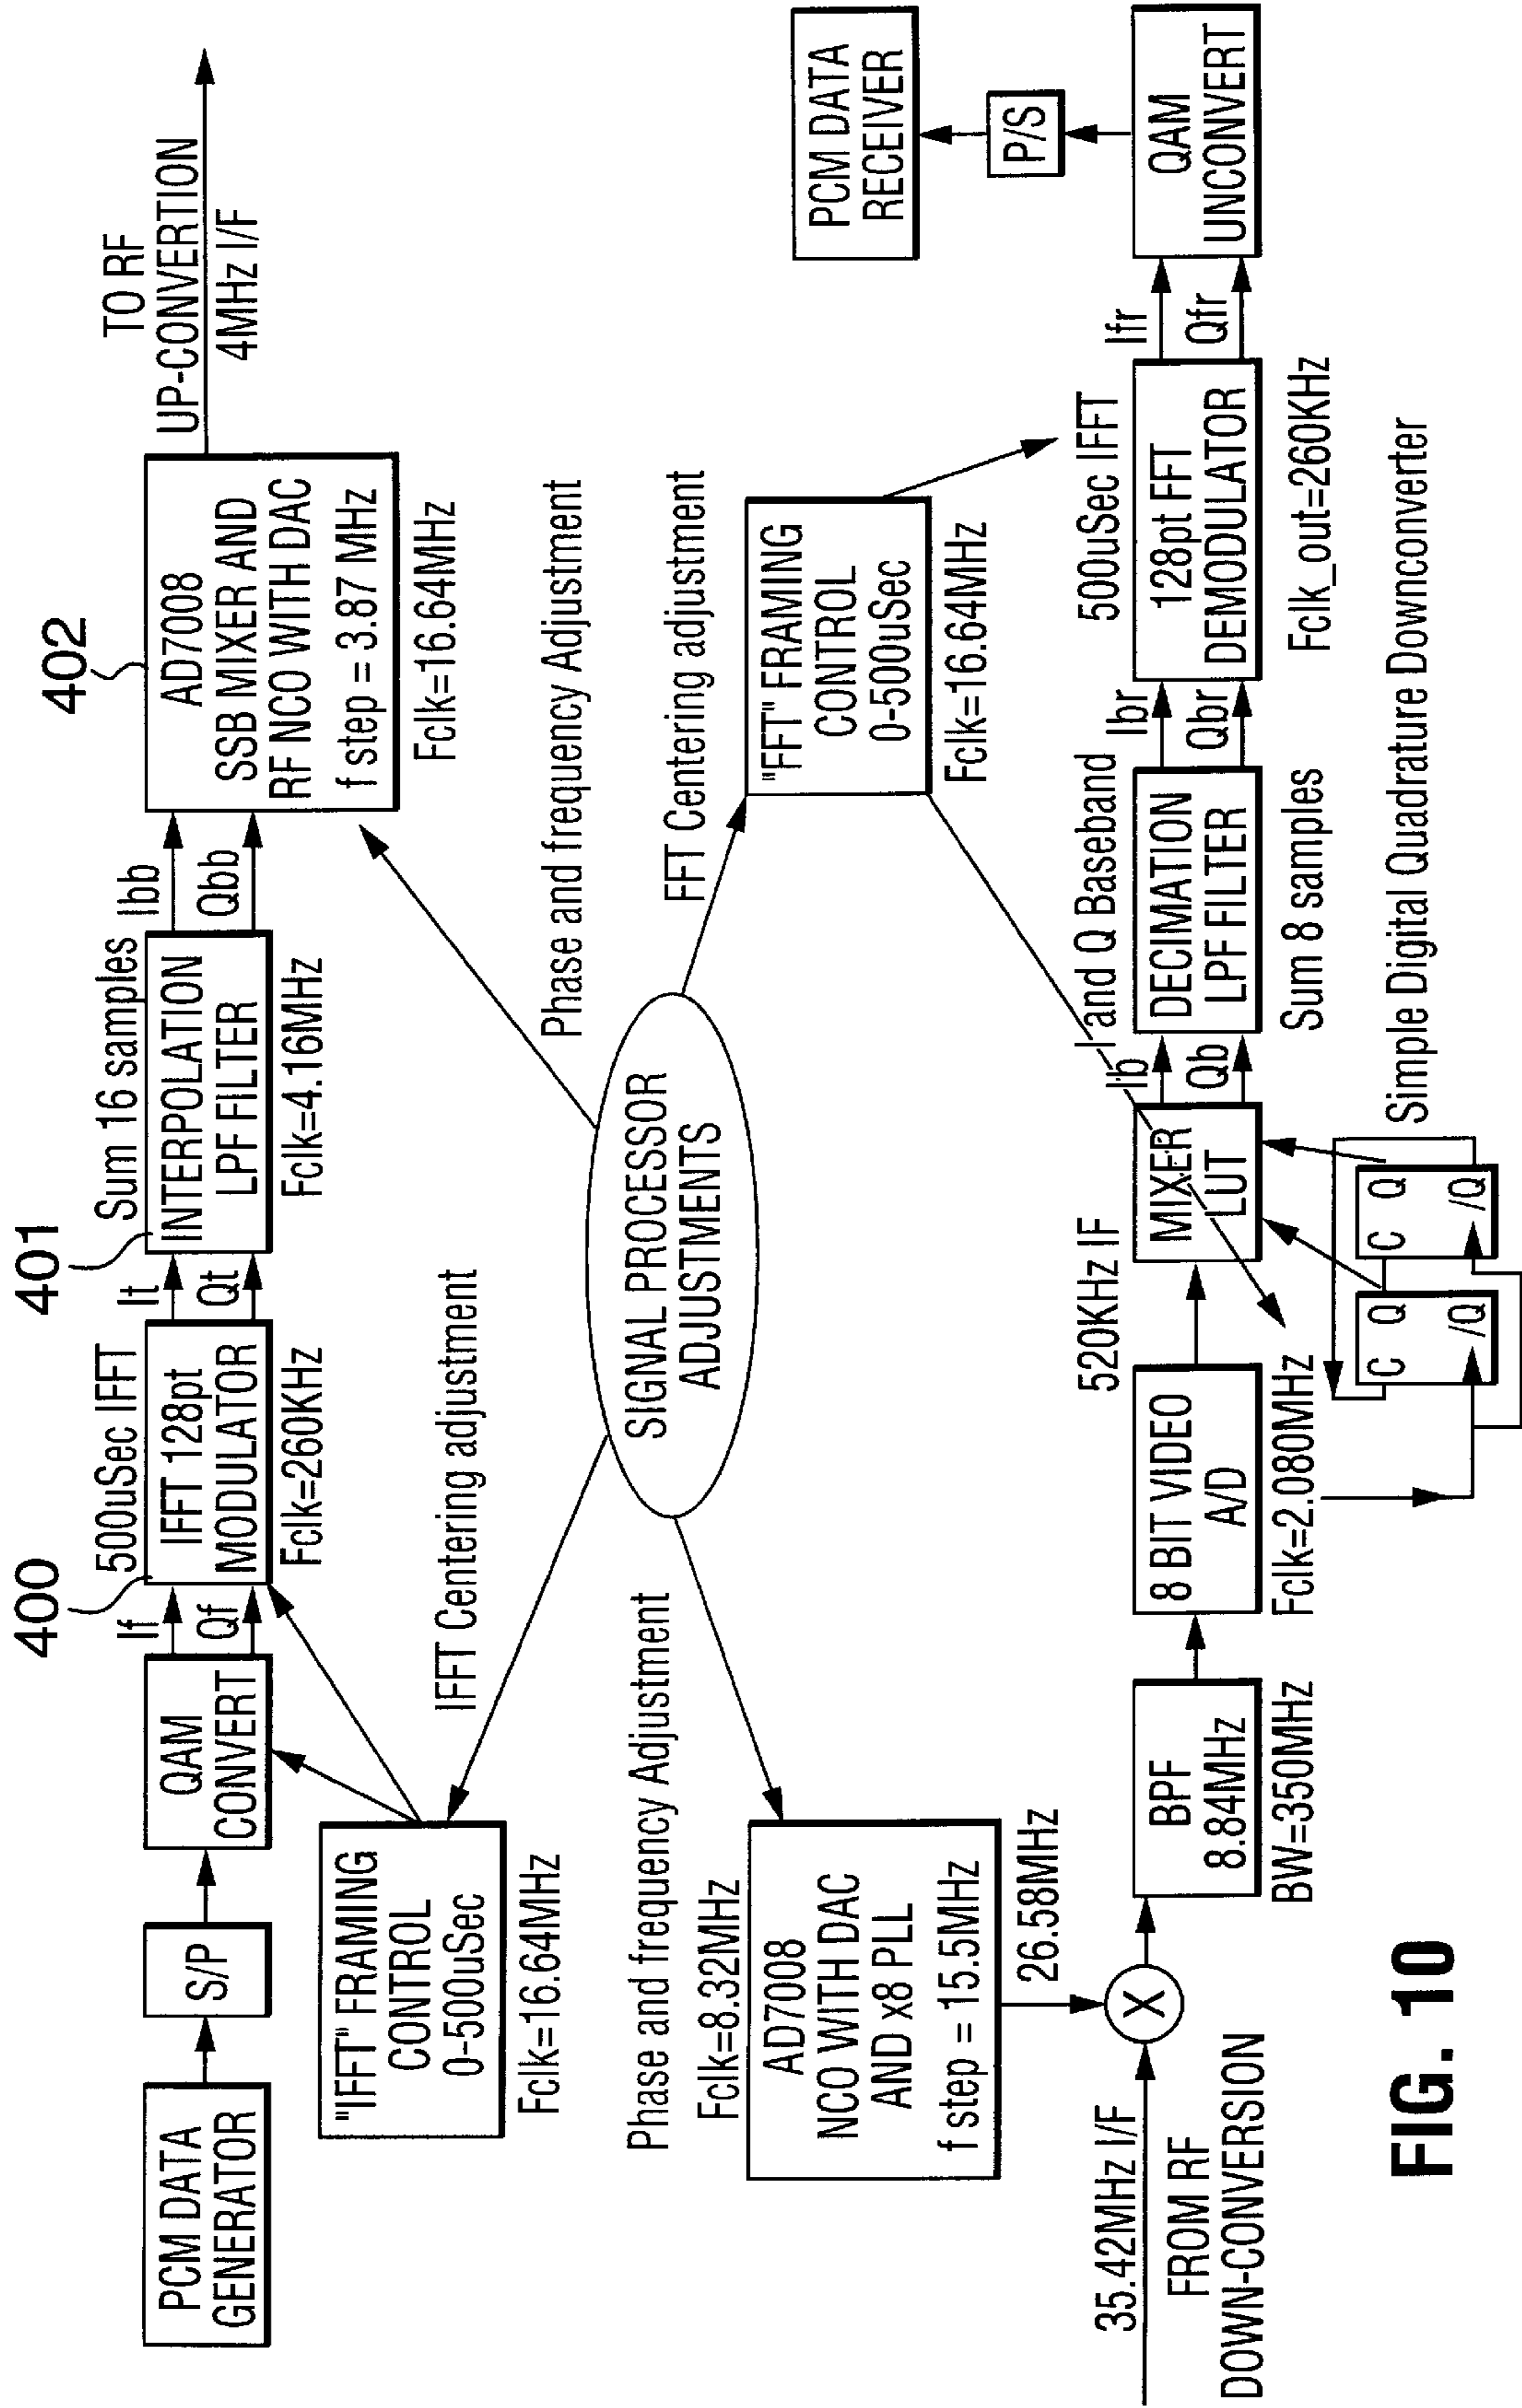 PCM DATA
GENERATOR
S/P
QAM
CONVERT
If
Qf
400
500uSec IFFT
IFFT 128pt
MODULATOR
Fclk=260KHz
It
Qt
401
Sum 16 samples
INTERPOLATION
LPF FILTER
Fclk=4.16MHz
Ibb
Qbb
402
AD7008
SSB MIXER AND
RF NCO WITH DAC
f step = 3.87 MHz
Fclk=16.64MHz
TO RF
UP-CONVERTION
4MHz I/F
"IFFT" FRAMING
CONTROL
0-500uSec
Fclk=16.64MHz
IFFT Centering adjustment
Phase and frequency Adjustment
SIGNAL PROCESSOR
ADJUSTMENTS
Phase and frequency Adjustment
FFT Centering adjustment
Fclk=8.32MHz
AD7008
NCO WITH DAC
AND x8 PLL
f step = 15.5MHz
26.58MHz
"FFT" FRAMING
CONTROL
0-500uSec
Fclk=16.64MHz
35.42MHz I/F
FROM RF
DOWN-CONVERSION
X
BPF
8.84MHz
BW=350MHz
8 BIT VIDEO
A/D
Fclk=2.080MHz
520KHz IF
MIXER
LUT
I and Q Baseband
Ib
Qb
DECIMATION
LPF FILTER
Sum 8 samples
Ibr
Qbr
500uSec IFFT
128pt FFT
DEMODULATOR
Fclk_out=260KHz
Ifr
Qfr
QAM
UNCONVERT
P/S
PCM DATA
RECEIVER
C Q
/Q
C Q
/Q
Simple Digital Quadrature Downconverter
FIG. 10